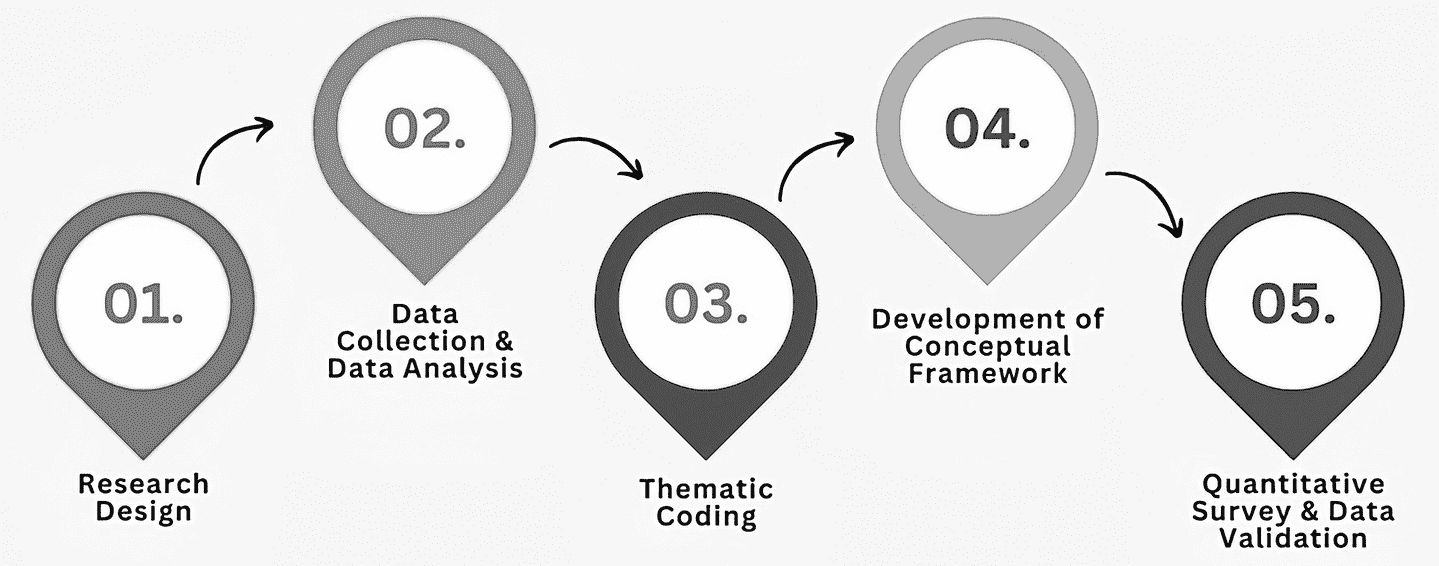 01.
Research
Design
02.
Data
Collection &
Data Analysis
03.
Thematic
Coding
04.
Development of
Conceptual
Framework
05.
Quantitative
Survey & Data
Validation